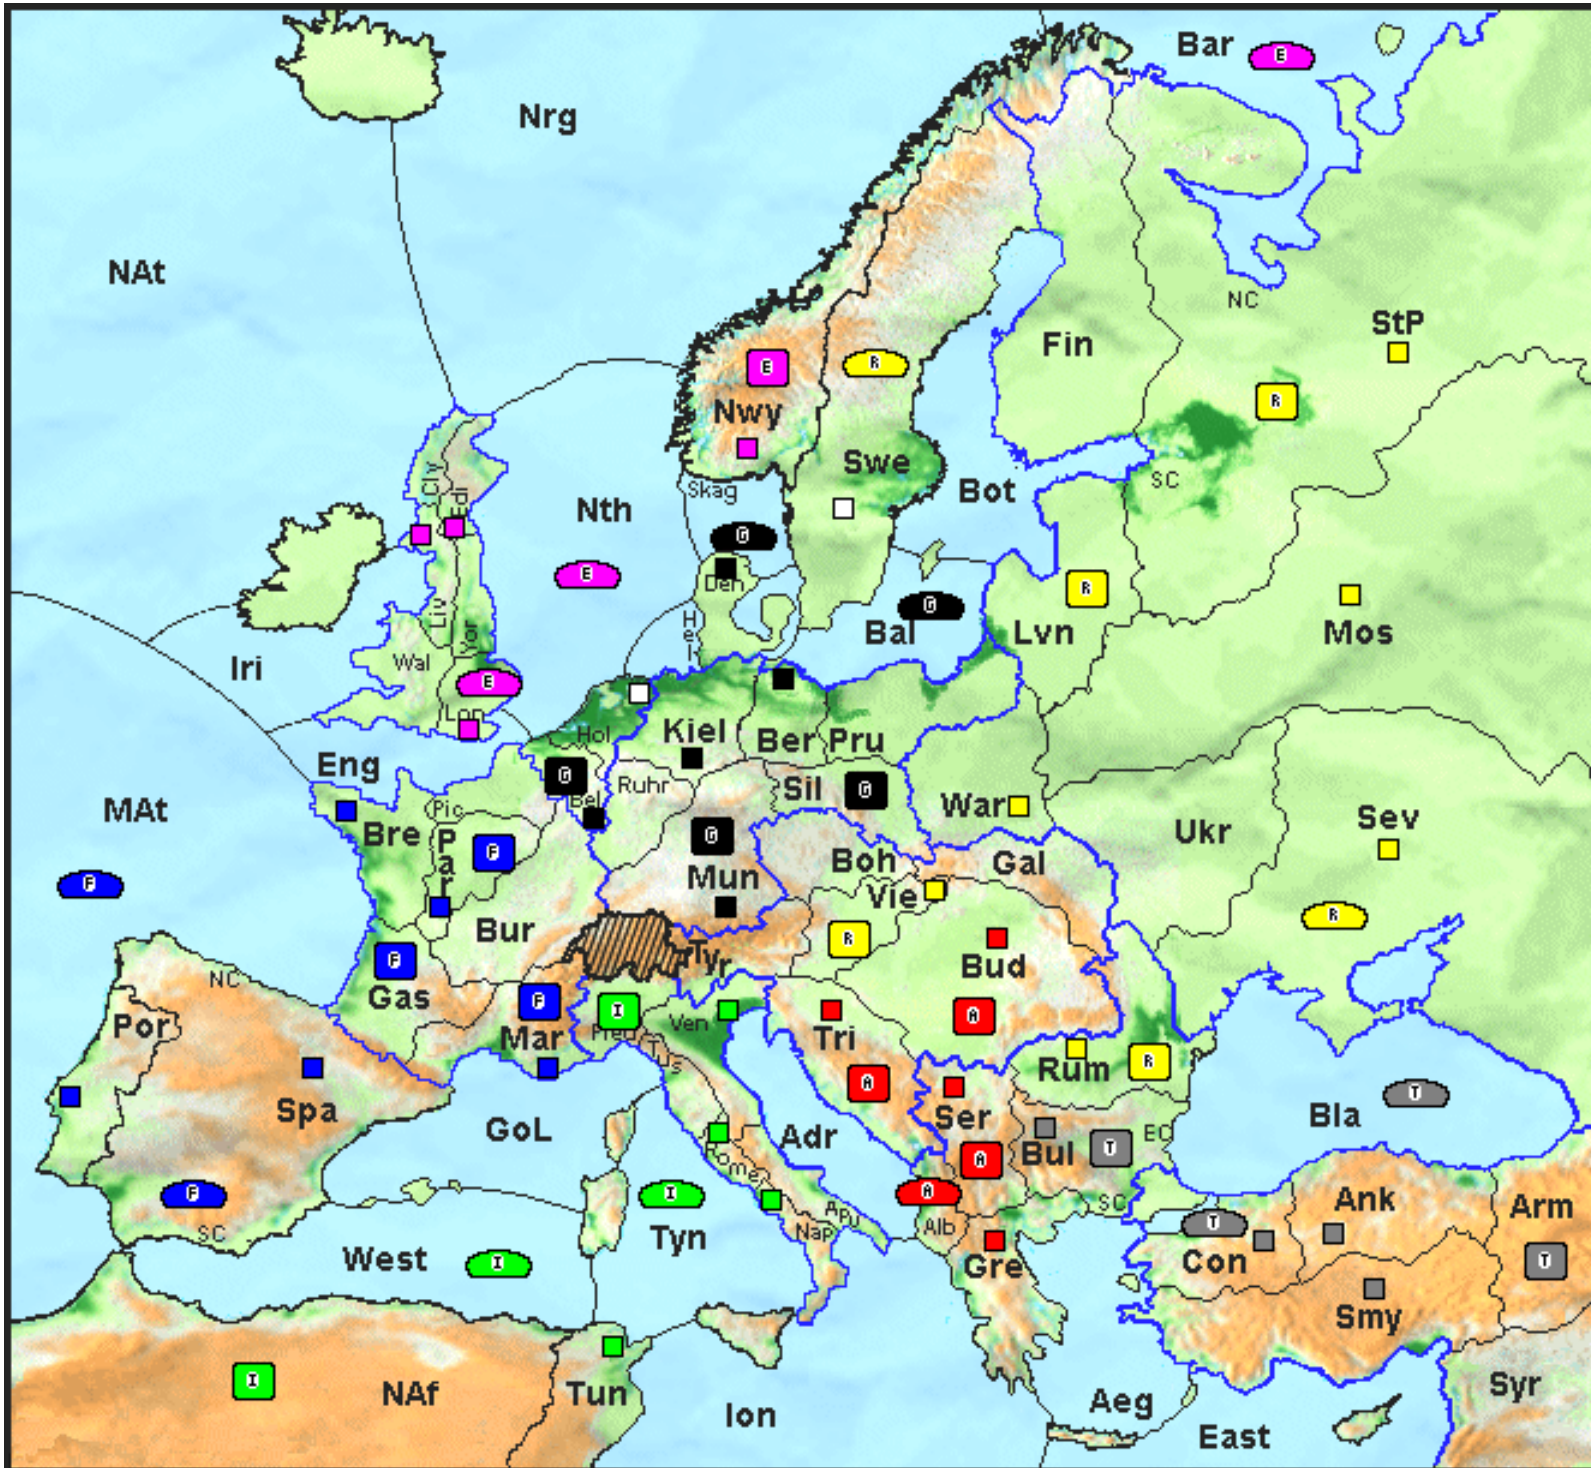 Bar
E
Nrg
NAt
NC
StP
Fin
E
R
R
Nwy
Swe
Cly
Edi
Skag
Bot
SC
Nth
G
E
Den
R
G
Hel
Bal
Lvn
Mos
Liv
Yor
Iri
Wal
E
Lon
Hol
Kiel
Ber
Pru
Eng
G
Ruhr
Sil
G
War
MAt
Pic
Bel
Bre
Par
F
G
Ukr
Sev
Boh
Gal
F
Mun
Vie
R
Bur
R
F
Tyr
Bud
NC
Gas
F
I
A
Por
Mar
Pied
Ven
Tri
Tus
Rum
R
A
Ser
T
Spa
GoL
Adr
Bla
EC
Bul
T
Rome
A
F
I
A
Ank
Arm
SC
Apu
SC
T
Nap
Alb
Tyn
West
I
Con
Gre
T
Smy
I
NAf
Tun
Ion
Aeg
Syr
East